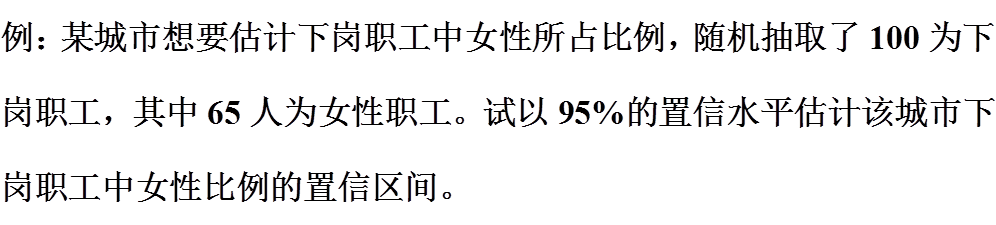 例：某城市想要估计下岗职工中女性所占比例，随机抽取了 100 为下
岗职工，其中 65 人为女性职工。试以 95%的置信水平估计该城市下
岗职工中女性比例的置信区间。